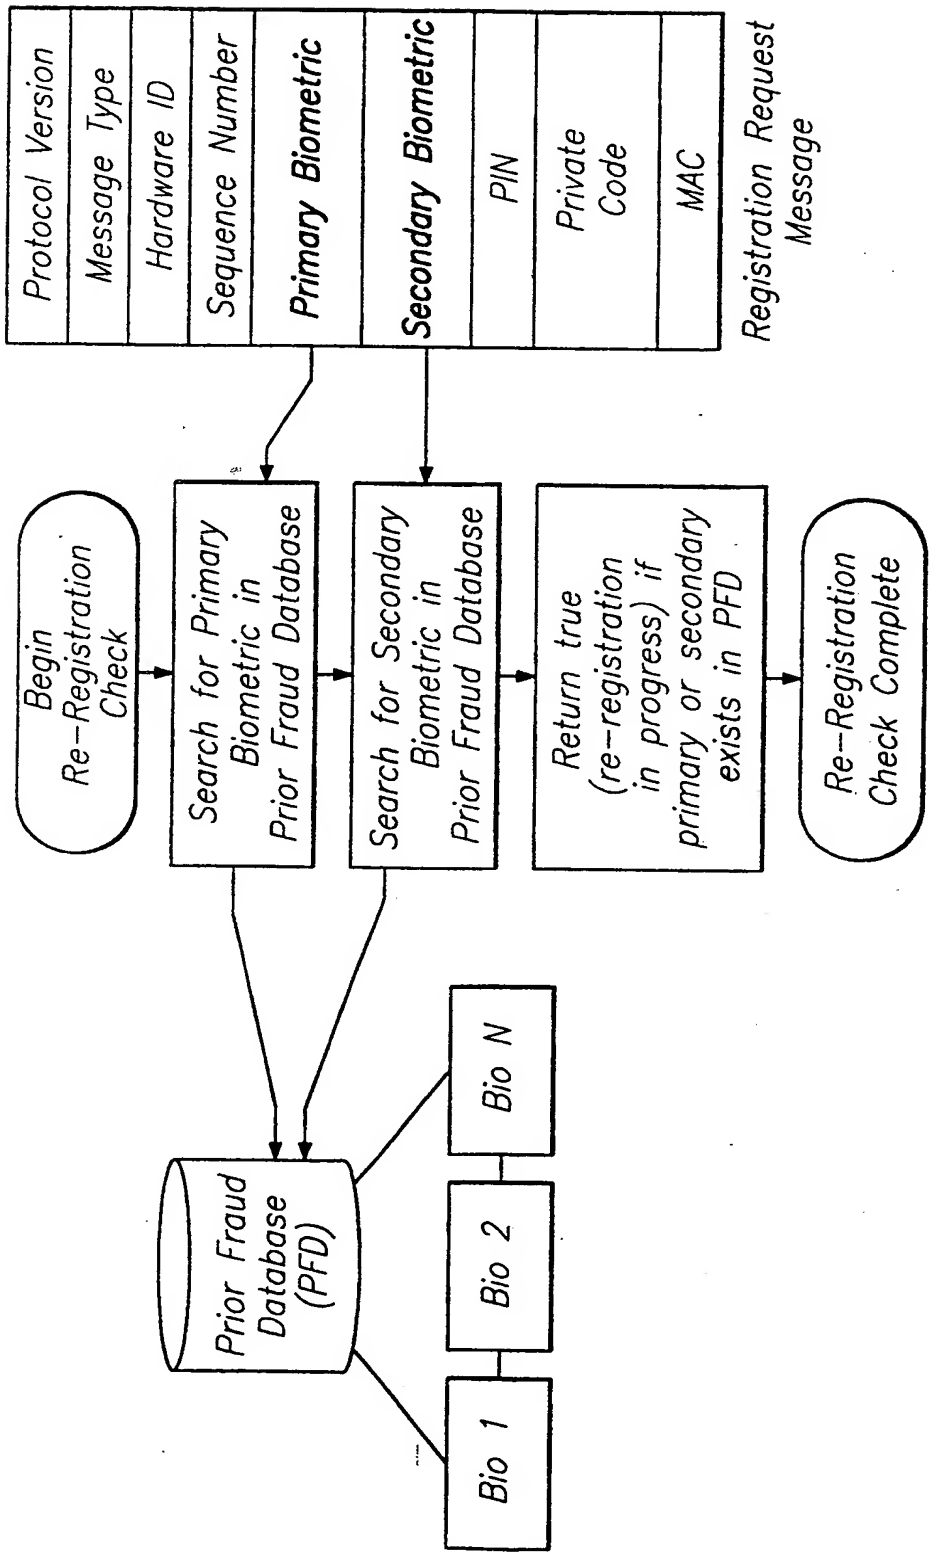 Prior Fraud
Database
(PFD)
Bio 1
Bio 2
Bio N
Begin
Re-Registration
Check
Search for Primary
Biometric in
Prior Fraud Database
Search for Secondary
Biometric in
Prior Fraud Database
Return true
(re-registration
in progress) if
primary or secondary
exists in PFD
Re-Registration
Check Complete
Protocol Version
Message Type
Hardware ID
Sequence Number
Primary Biometric
Secondary Biometric
PIN
Private
Code
MAC
Registration Request
Message